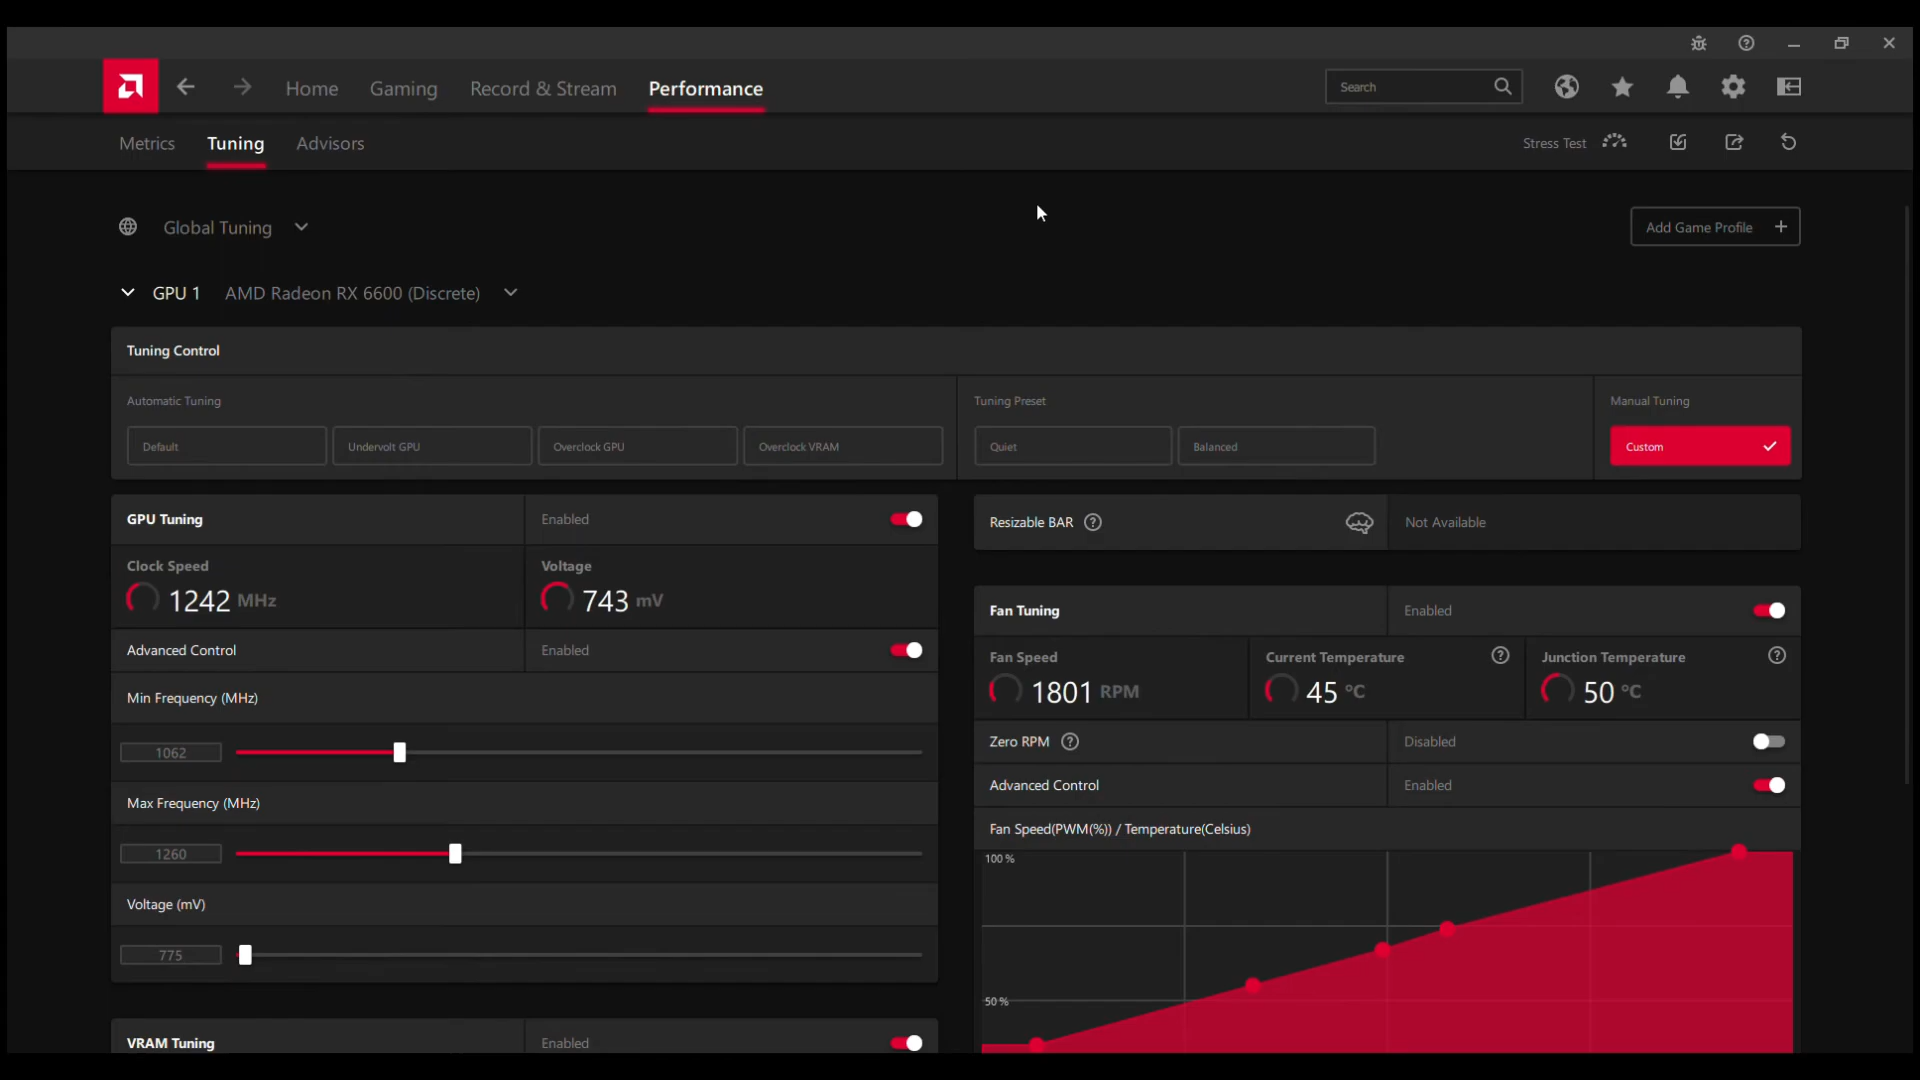 Home Gaming Record & Stream Performance Search
Metrics Tuning Advisors Stress Test
Global Tuning Add Game Profile
GPU 1 AMD Radeon RX 6600 (Discrete)
Tuning Control
Automatic Tuning Tuning Preset Manual Tuning
Default Undervolt GPU Overclock GPU Overclock VRAM Quiet Balanced Custom
GPU Tuning Enabled
Clock Speed Voltage
1242 MHz 743 mV
Advanced Control Enabled
Min Frequency (MHz)
1062
Max Frequency (MHz)
1260
Voltage (mV)
775
VRAM Tuning Enabled
Resizable BAR Not Available
Fan Tuning Enabled
Fan Speed Current Temperature Junction Temperature
1801 RPM 45 °C 50 °C
Zero RPM Disabled
Advanced Control Enabled
Fan Speed(PWM(%)) / Temperature(Celsius)
100 %
50 %